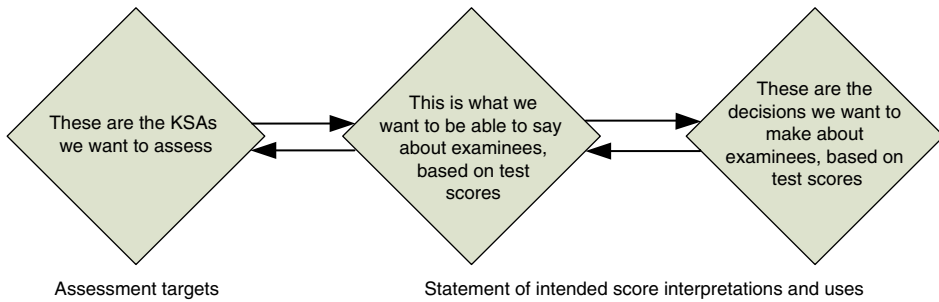 These are the KSAs
we want to assess
This is what we
want to be able to say
about examinees,
based on test
scores
These are the
decisions we want to
make about
examinees, based on
test scores
Assessment targets
Statement of intended score interpretations and uses